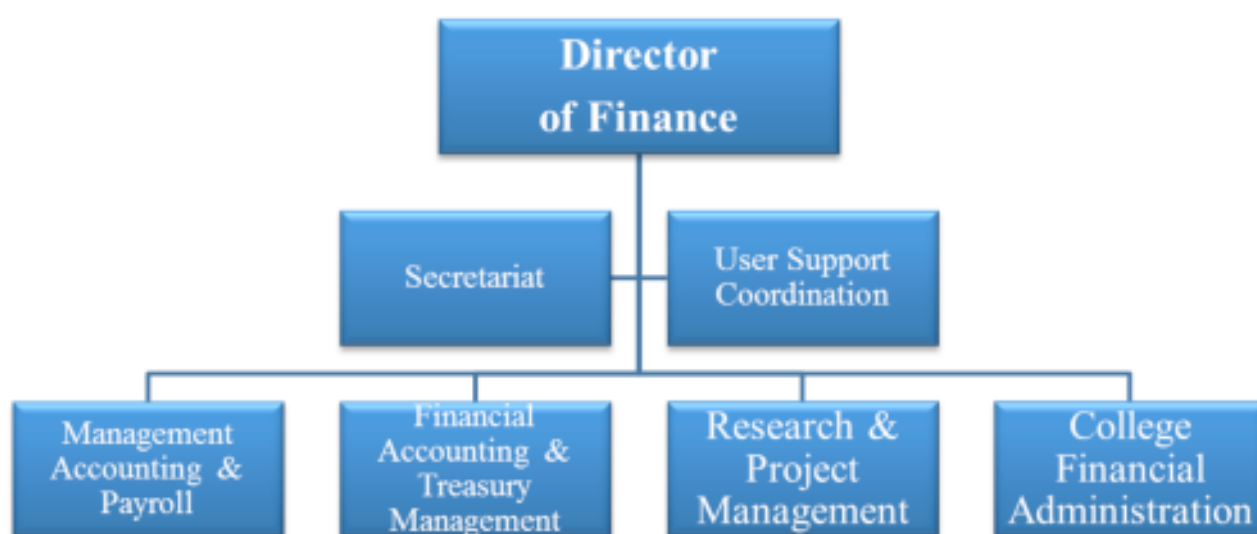 Director
of Finance
Secretariat
User Support
Coordination
Management
Accounting &
Payroll
Financial
Accounting &
Treasury
Management
Research &
Project
Management
College
Financial
Administration